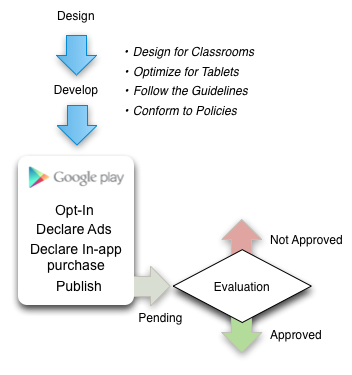 Design
• Design for Classrooms
• Optimize for Tablets
Develop
• Follow the Guidelines
• Conform to Policies
Google play
Opt-In
Declare Ads
Declare In-app
purchase
Publish
Pending
Not Approved
Evaluation
Approved